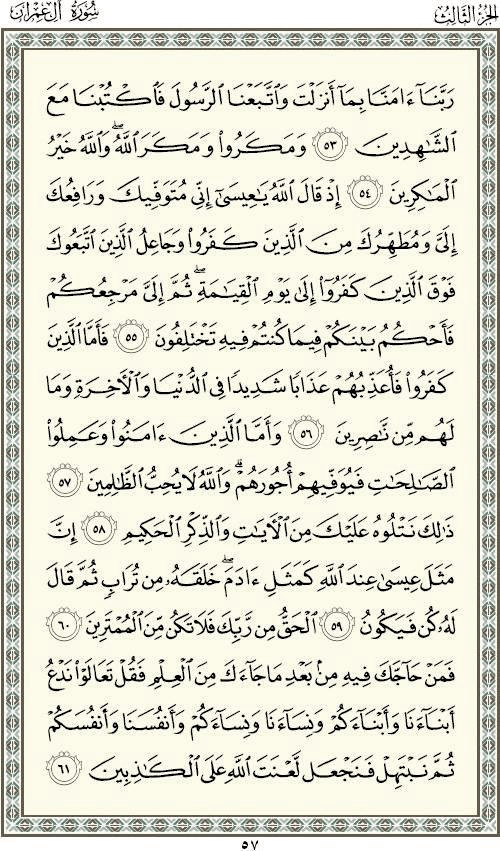 الجزء الثالث
سورة آل عمران
رَبَّنَآ ءَامَنَّا بِمَآ أَنزَلْتَ وَٱتَّبَعْنَا ٱلرَّسُولَ فَٱكْتُبْنَا مَعَ
ٱلشَّٰهِدِينَ ٥٣ وَمَكَرُوا۟ وَمَكَرَ ٱللَّهُ ۖ وَٱللَّهُ خَيْرُ
ٱلْمَٰكِرِينَ ٥٤ إِذْ قَالَ ٱللَّهُ يَٰعِيسَىٰٓ إِنِّى مُتَوَفِّيكَ وَرَافِعُكَ
إِلَىَّ وَمُطَهِّرُكَ مِنَ ٱلَّذِينَ كَفَرُوا۟ وَجَاعِلُ ٱلَّذِينَ ٱتَّبَعُوكَ
فَوْقَ ٱلَّذِينَ كَفَرُوٓا۟ إِلَىٰ يَوْمِ ٱلْقِيَٰمَةِ ۖ ثُمَّ إِلَىَّ مَرْجِعُكُمْ
فَأَحْكُمُ بَيْنَكُمْ فِيمَا كُنتُمْ فِيهِ تَخْتَلِفُونَ ٥٥ فَأَمَّا ٱلَّذِينَ
كَفَرُوا۟ فَأُعَذِّبُهُمْ عَذَابًا شَدِيدًا فِى ٱلدُّنْيَا وَٱلْءَاخِرَةِ وَمَا
لَهُم مِّن نَّٰصِرِينَ ٥٦ وَأَمَّا ٱلَّذِينَ ءَامَنُوا۟ وَعَمِلُوا۟
ٱلصَّٰلِحَٰتِ فَيُوَفِّيهِمْ أُجُورَهُمْ ۗ وَٱللَّهُ لَا يُحِبُّ ٱلظَّٰلِمِينَ ٥٧
ذَٰلِكَ نَتْلُوهُ عَلَيْكَ مِنَ ٱلْءَايَٰتِ وَٱلذِّكْرِ ٱلْحَكِيمِ ٥٨ إِنَّ
مَثَلَ عِيسَىٰ عِندَ ٱللَّهِ كَمَثَلِ ءَادَمَ ۖ خَلَقَهُۥ مِن تُرَابٍ ثُمَّ قَالَ
لَهُۥ كُن فَيَكُونُ ٥٩ ٱلْحَقُّ مِن رَّبِّكَ فَلَا تَكُن مِّنَ ٱلْمُمْتَرِينَ ٦٠
فَمَنْ حَآجَّكَ فِيهِ مِنۢ بَعْدِ مَا جَآءَكَ مِنَ ٱلْعِلْمِ فَقُلْ تَعَالَوْا۟ نَدْعُ
أَبْنَآءَنَا وَأَبْنَآءَكُمْ وَنِسَآءَنَا وَنِسَآءَكُمْ وَأَنفُسَنَا وَأَنفُسَكُمْ
ثُمَّ نَبْتَهِلْ فَنَجْعَل لَّعْنَتَ ٱللَّهِ عَلَى ٱلْكَٰذِبِينَ ٦١
٥٧